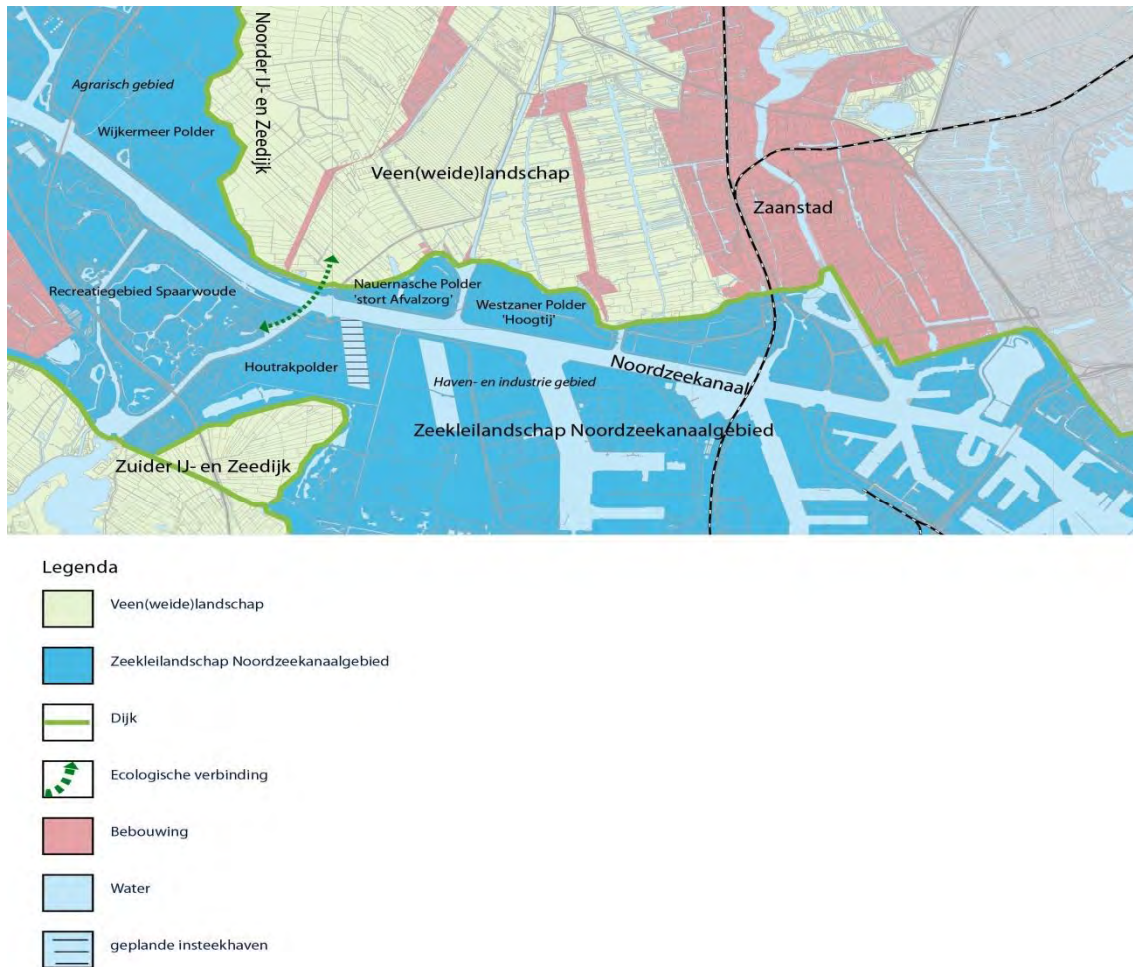 Noorder IJ- en Zeedijk
Agrarisch gebied
Wijkermeer Polder
Veen(weide)landschap
Zaanstad
Recreatiegebied Spaarwoude
Nauernasche Polder
'stort Afvalzorg'
Westzaner Polder
'Hoogtij'
Houtrakpolder
Haven- en industrie gebied
Noordzeekanaal
Zeekleilandschap Noordzeekanaalgebied
Zuider IJ- en Zeedijk
Legenda
Veen(weide)landschap
Zeekleilandschap Noordzeekanaalgebied
Dijk
Ecologische verbinding
Bebouwing
Water
geplande insteekhaven